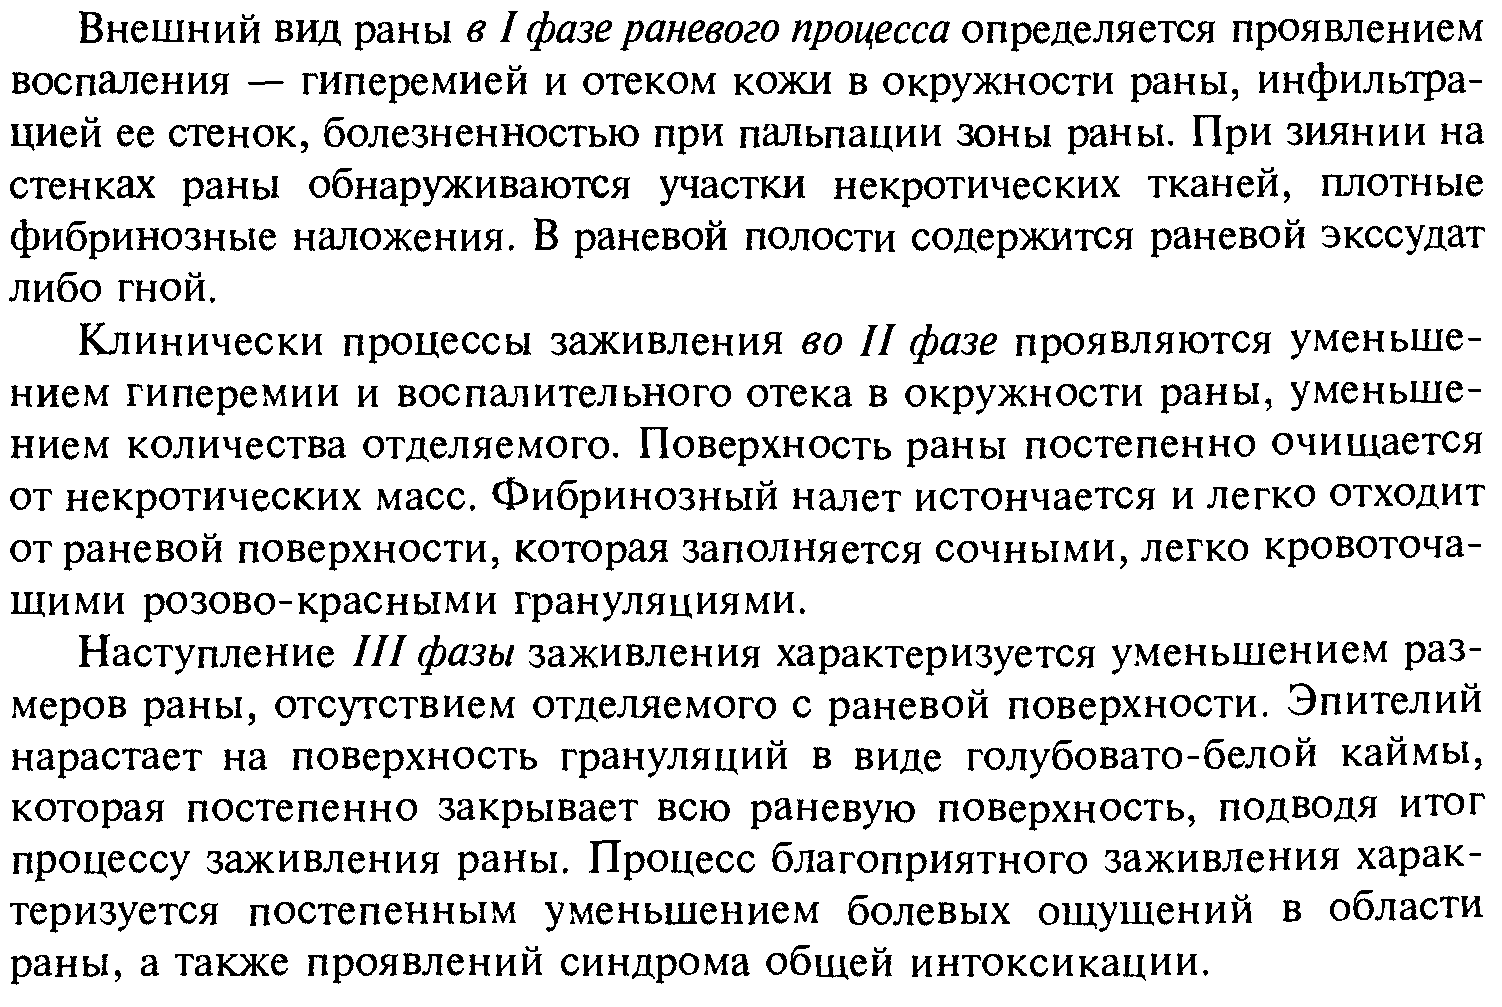 Внешний вид раны в I фазе раневого процесса определяется проявлением
воспаления — гиперемией и отеком кожи в окружности раны, инфильтра-
цией ее стенок, болезненностью при пальпации зоны раны. При зиянии на
стенках раны обнаруживаются участки некротических тканей, плотные
фибринозные наложения. В раневой полости содержится раневой экссудат
либо гной.
Клинически процессы заживления во II фазе проявляются уменьше-
нием гиперемии и воспалительного отека в окружности раны, уменьше-
нием количества отделяемого. Поверхность раны постепенно очищается
от некротических масс. Фибринозный налет истончается и легко отходит
от раневой поверхности, которая заполняется сочными, легко кровоточа-
щими розово-красными грануляциями.
Наступление III фазы заживления характеризуется уменьшением раз-
меров раны, отсутствием отделяемого с раневой поверхности. Эпителий
нарастает на поверхность грануляций в виде голубовато-белой каймы,
которая постепенно закрывает всю раневую поверхность, подводя итог
процессу заживления раны. Процесс благоприятного заживления харак-
теризуется постепенным уменьшением болевых ощущений в области
раны, а также проявлений синдрома общей интоксикации.